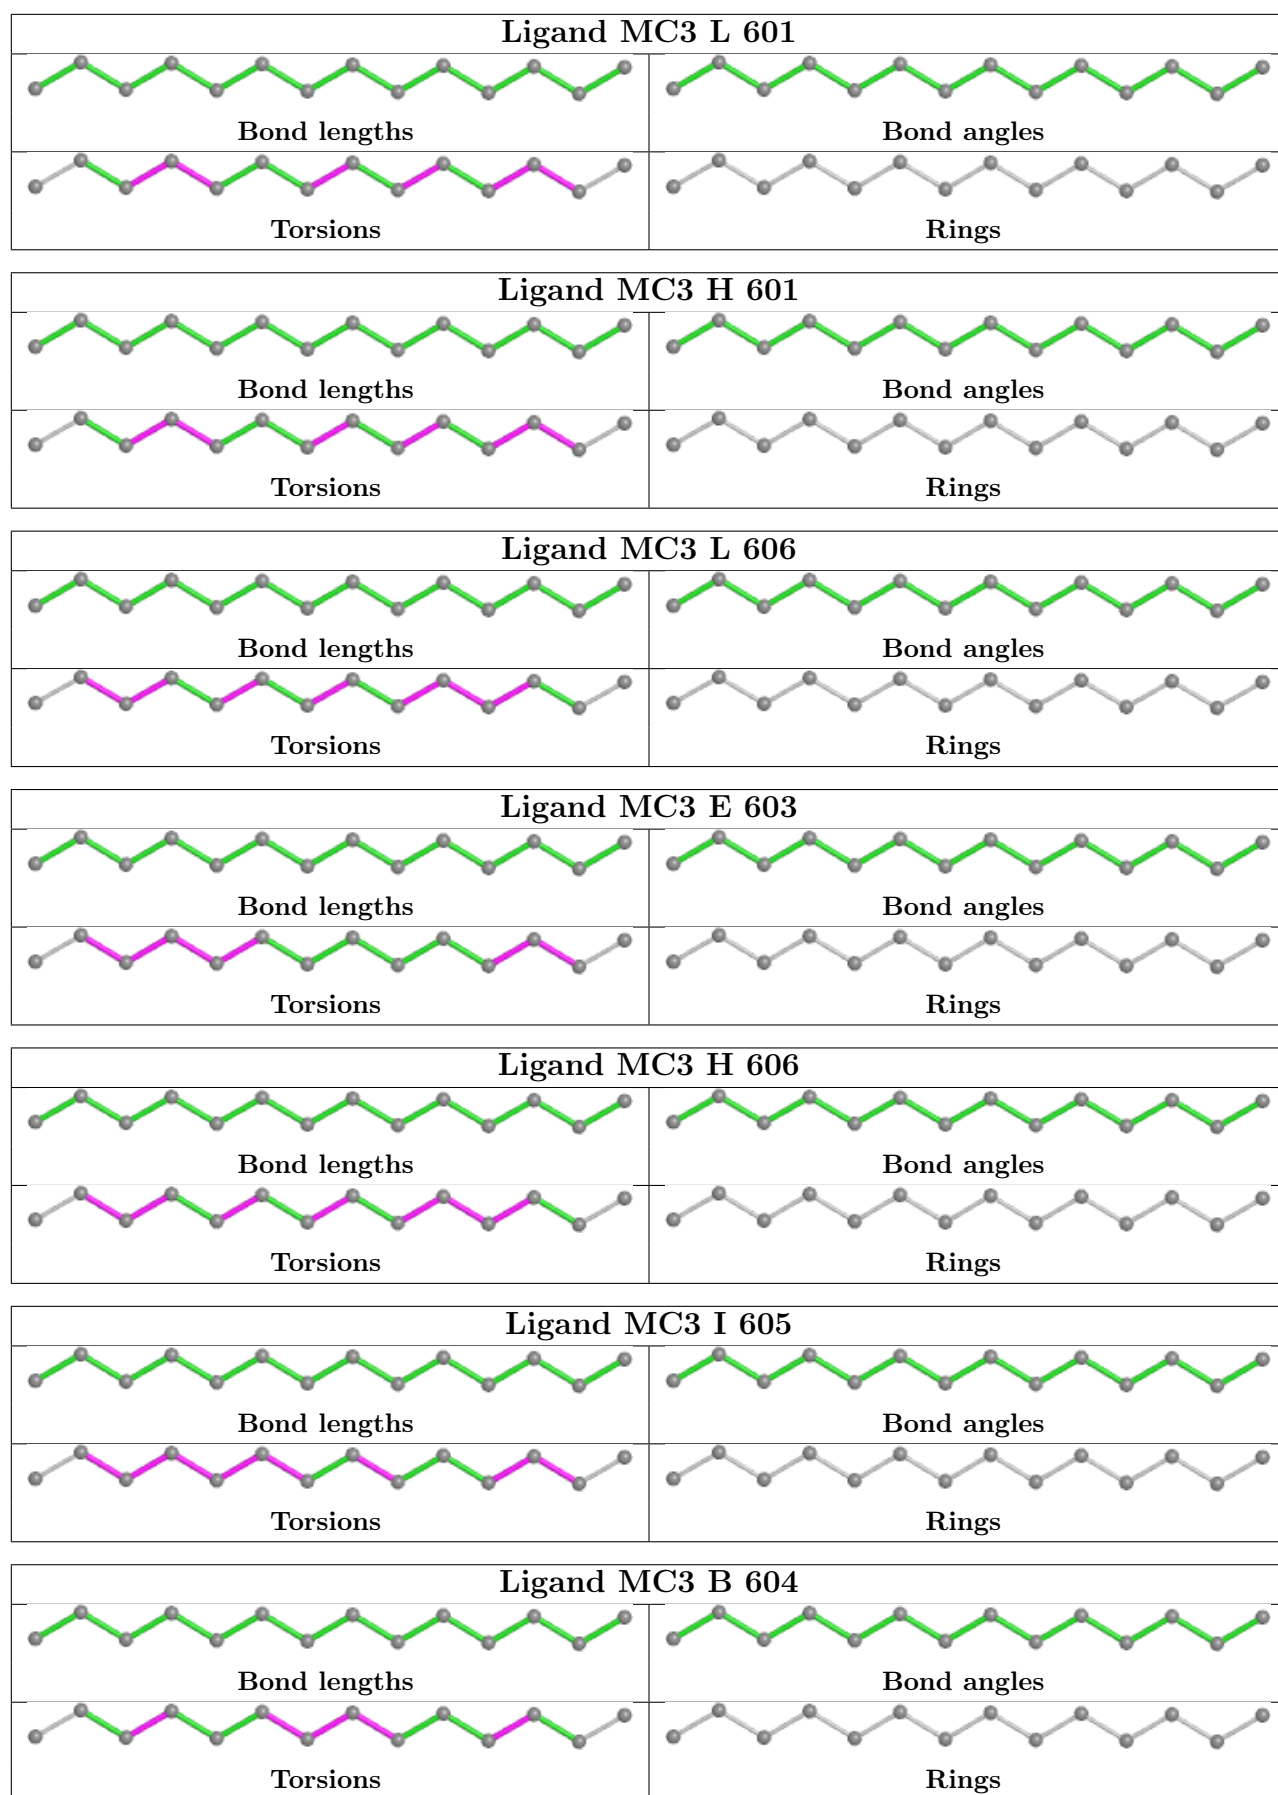 Ligand MC3 L 601
Bond lengths Bond angles
Torsions Rings
Ligand MC3 H 601
Bond lengths Bond angles
Torsions Rings
Ligand MC3 L 606
Bond lengths Bond angles
Torsions Rings
Ligand MC3 E 603
Bond lengths Bond angles
Torsions Rings
Ligand MC3 H 606
Bond lengths Bond angles
Torsions Rings
Ligand MC3 I 605
Bond lengths Bond angles
Torsions Rings
Ligand MC3 B 604
Bond lengths Bond angles
Torsions Rings